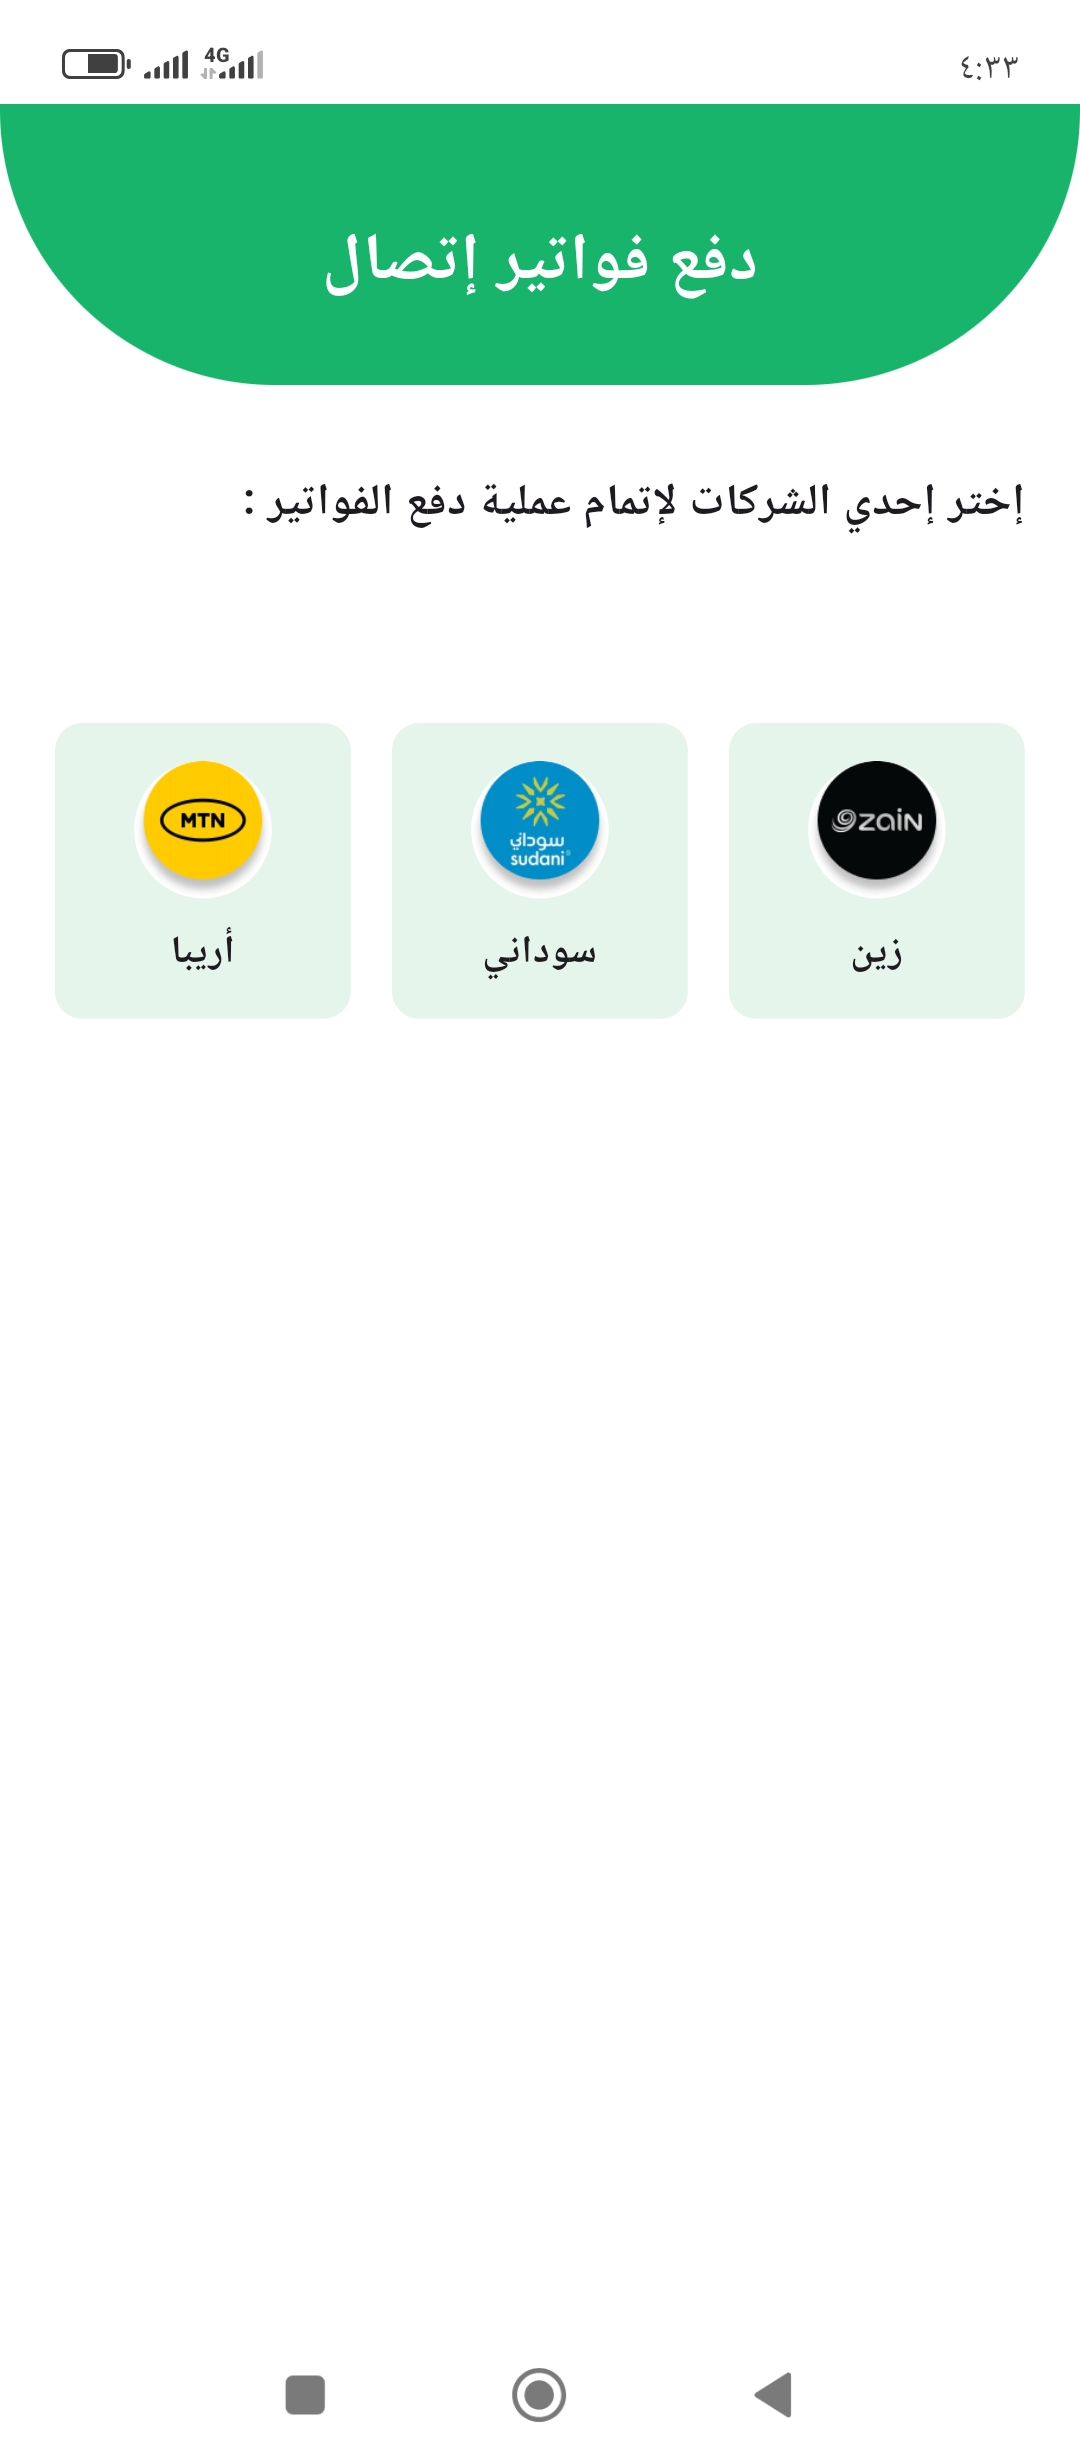 4G
٤:٣٣
دفع فواتير إتصال
إختر إحدي الشركات لإتمام عملية دفع الفواتير :
zain
زين
سوداني
sudani
سوداني
MTN
أريبا